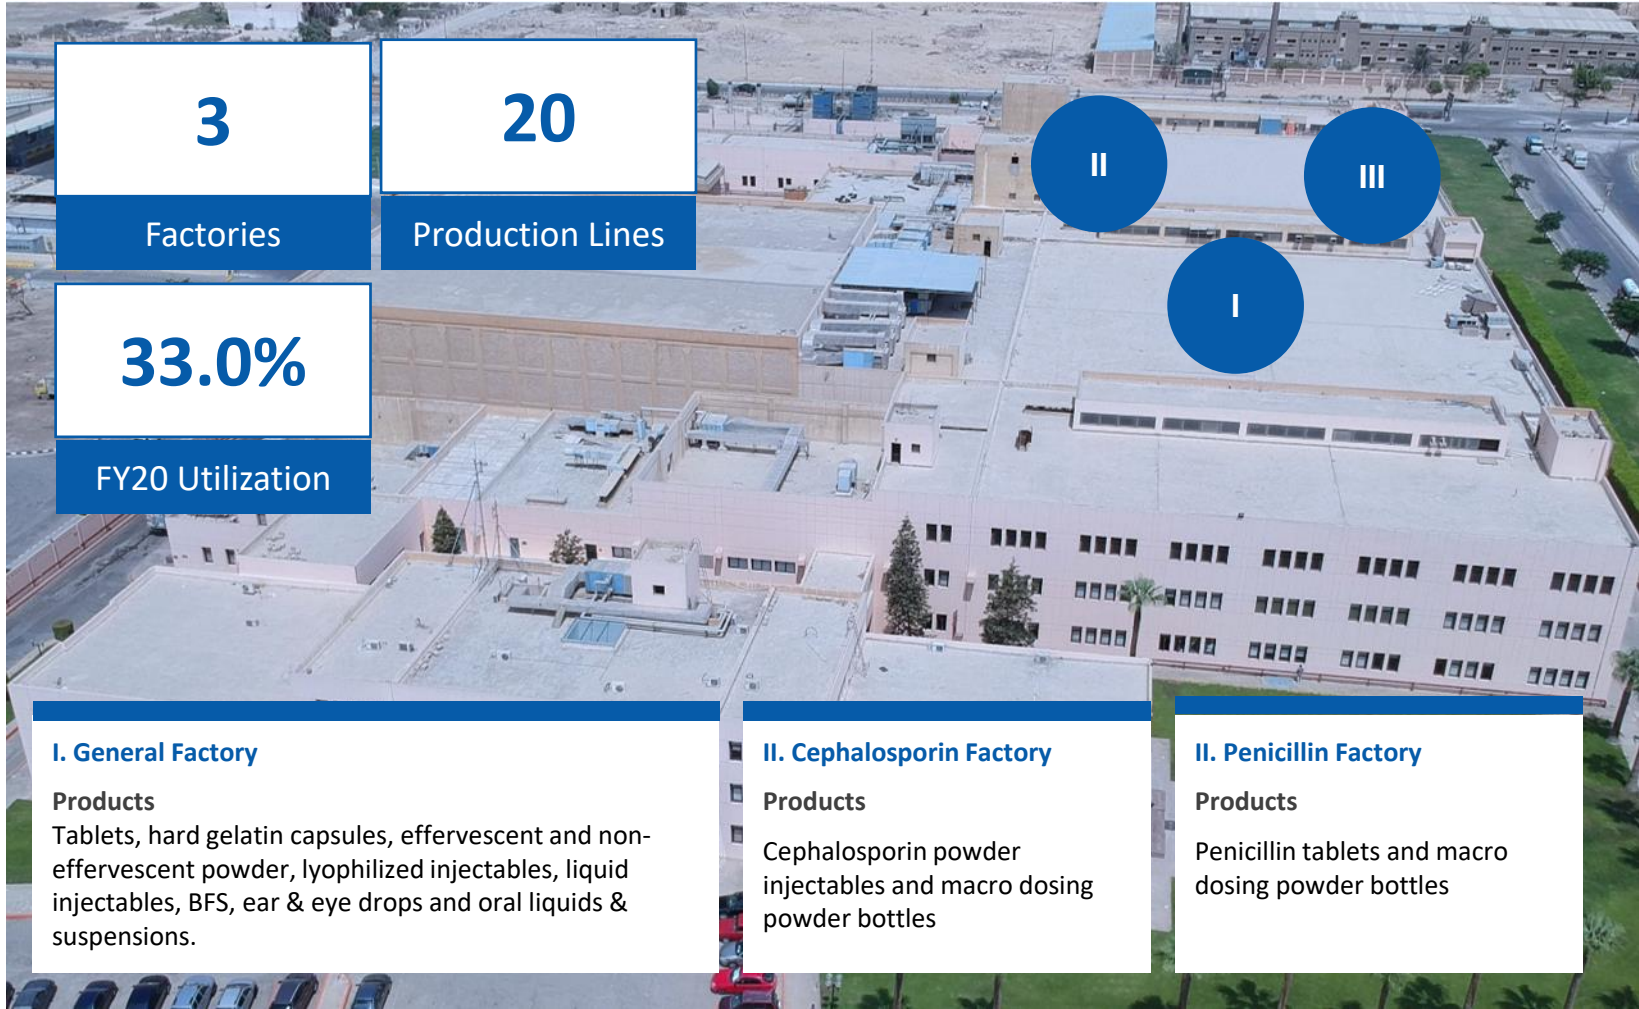 3
Factories
20
Production Lines
33.0%
FY20 Utilization
II
III
I
I. General Factory
Products
Tablets, hard gelatin capsules, effervescent and non-
effervescent powder, lyophilized injectables, liquid
injectables, BFS, ear & eye drops and oral liquids &
suspensions.
II. Cephalosporin Factory
Products
Cephalosporin powder
injectables and macro dosing
powder bottles
II. Penicillin Factory
Products
Penicillin tablets and macro
dosing powder bottles